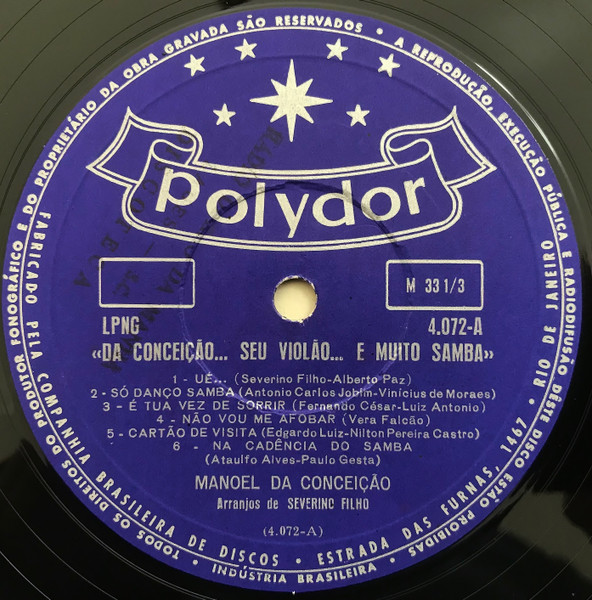 TODOS OS DIREITOS DO PRODUTOR FONOGRÁFICO E DO PROPRIETÁRIO DA OBRA GRAVADA SÃO RESERVADOS • A REPRODUÇÃO, EXECUÇÃO PÚBLICA E RADIODIFUSÃO DÊSTE DISCO ESTÃO PROIBIDAS
• INDÚSTRIA BRASILEIRA •
FABRICADO PELA COMPANHIA BRASILEIRA DE DISCOS • ESTRADA DAS FURNAS, 1467 • RIO DE JANEIRO
polydor
M 33 1/3
LPNG
4.072-A
«DA CONCEIÇÃO... SEU VIOLÃO... E MUITO SAMBA»
1 - UÉ... (Severino Filho-Alberto Paz)
2 - SÓ DANÇO SAMBA (Antonio Carlos Jobim-Vinícius de Moraes)
3 - É TUA VEZ DE SORRIR (Fernando César-Luiz Antonio)
4 - NÃO VOU ME AFOBAR (Vera Falcão)
5 - CARTÃO DE VISITA (Edgardo Luiz-Nilton Pereira Castro)
6 - NA CADÊNCIA DO SAMBA
(Ataulfo Alves-Paulo Gesta)
MANOEL DA CONCEIÇÃO
Arranjos de SEVERINO FILHO
(4.072-A)